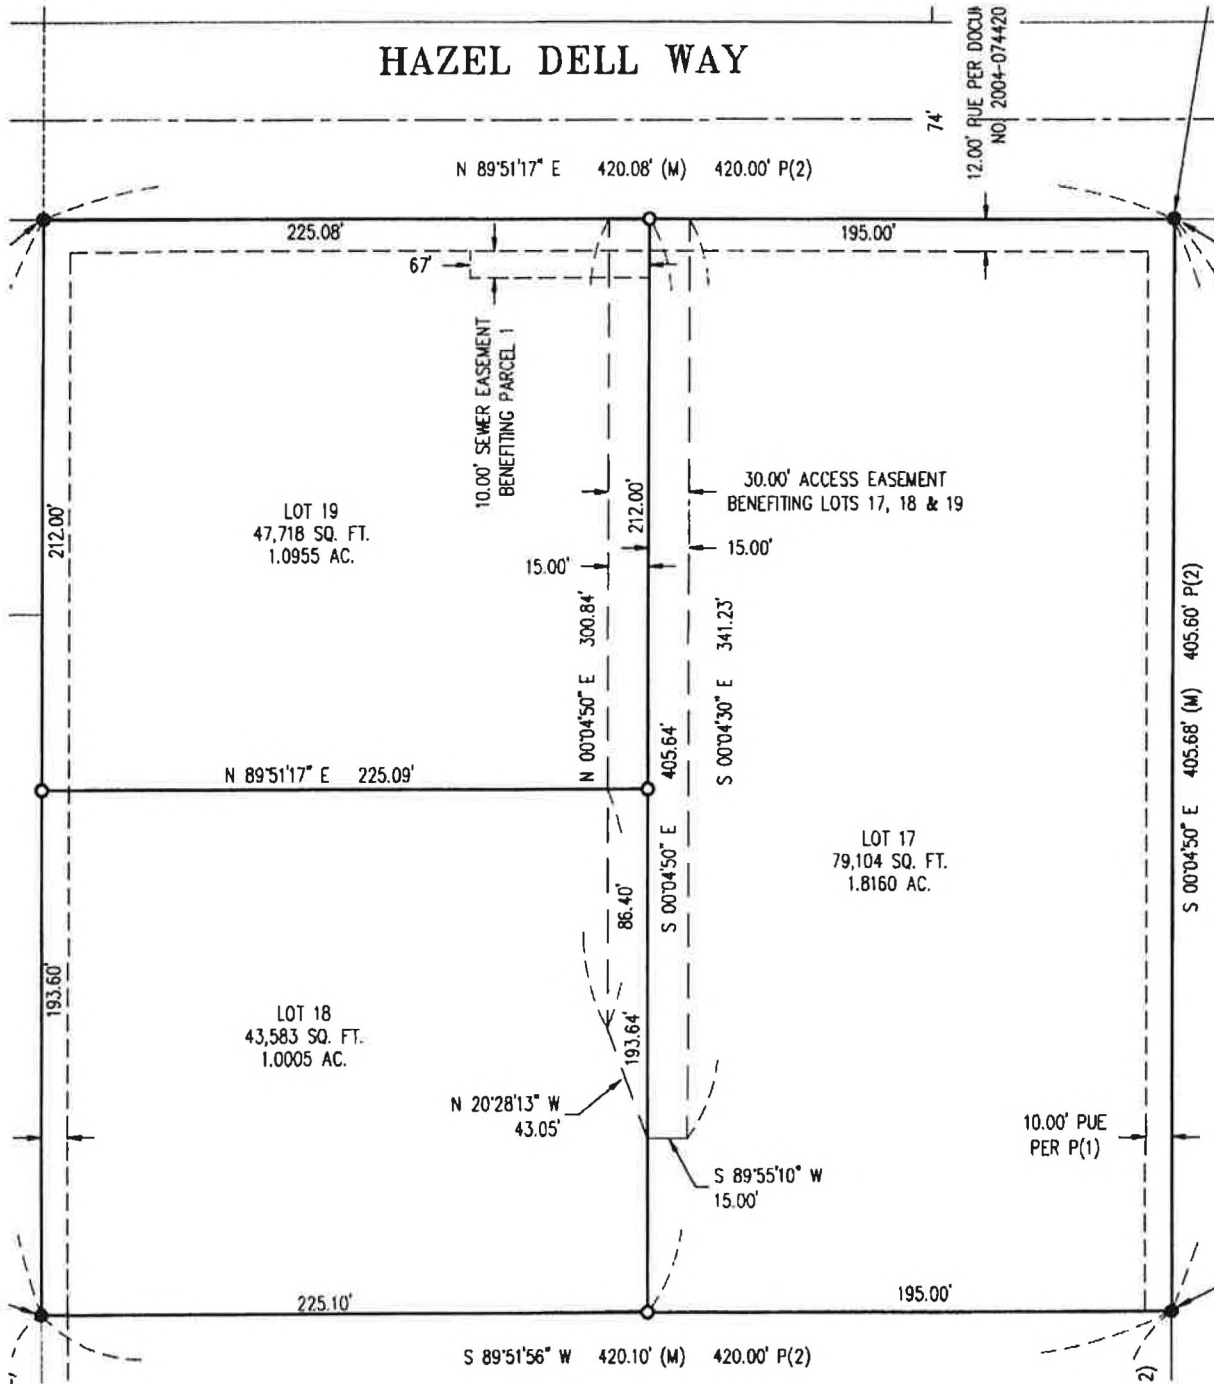 HAZEL DELL WAY
74'
12.00' PUE PER
NO. 2004-074420
N 89°51'17" E 420.08' (M) 420.00' P(2)
225.08'
195.00'
67'
10.00' SEWER EASEMENT
BENEFITING PARCEL 1
30.00' ACCESS EASEMENT
BENEFITING LOTS 17, 18 & 19
212.00'
LOT 19
47,718 SQ. FT.
1.0955 AC.
212.00'
15.00'
15.00'
N 00°04'50" E 300.84'
S 00°04'30" E 341.23'
S 00°04'50" E 405.68' (M) 405.60' P(2)
N 89°51'17" E 225.09'
S 00°04'50" E 405.64'
LOT 17
79,104 SQ. FT.
1.8160 AC.
86.40'
193.60'
LOT 18
43,583 SQ. FT.
1.0005 AC.
193.64'
N 20°28'13" W
43.05'
10.00' PUE
PER P(1)
S 89°55'10" W
15.00'
225.10'
195.00'
S 89°51'56" W 420.10' (M) 420.00' P(2)
2)